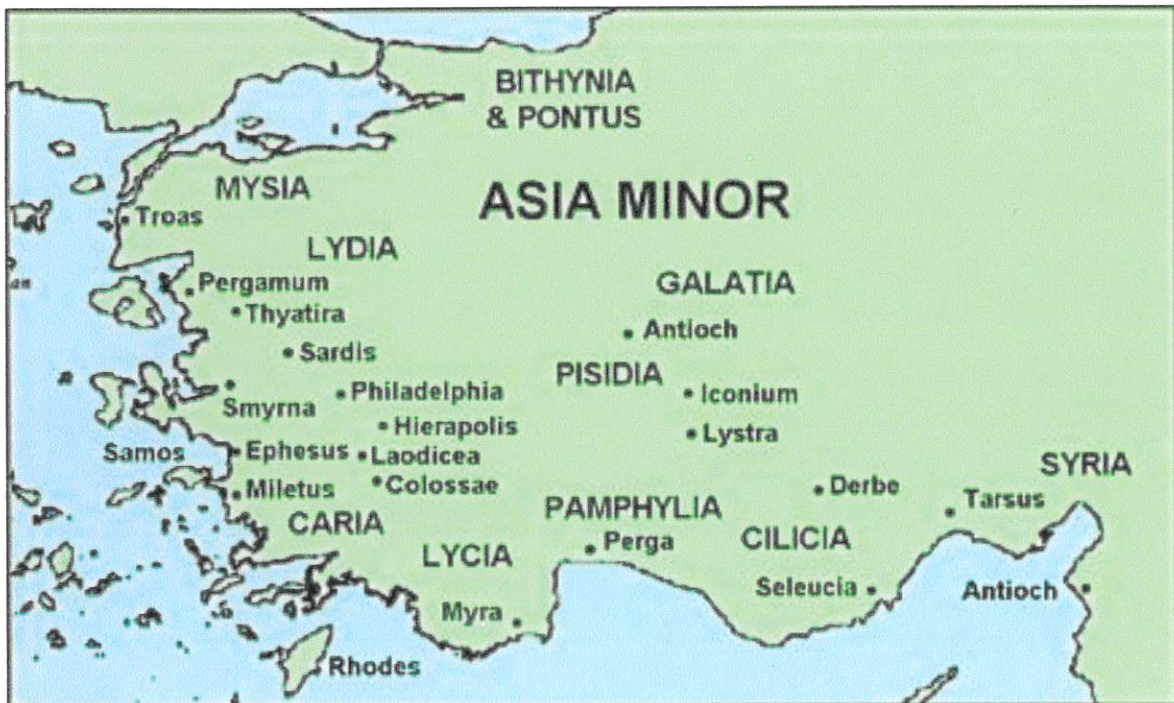 BITHYNIA
& PONTUS
MYSIA
ASIA MINOR
Troas
LYDIA
Pergamum
GALATIA
Thyatira
Antioch
Sardis
PISIDIA
Philadelphia
Iconium
Smyrna
Hierapolis
Lystra
Samos
Ephesus
Laodicea
SYRIA
Miletus
Colossae
Derbe
Tarsus
CARIA
PAMPHYLIA
LYCIA
Perga
CILICIA
Seleucia
Antioch
Myra
Rhodes